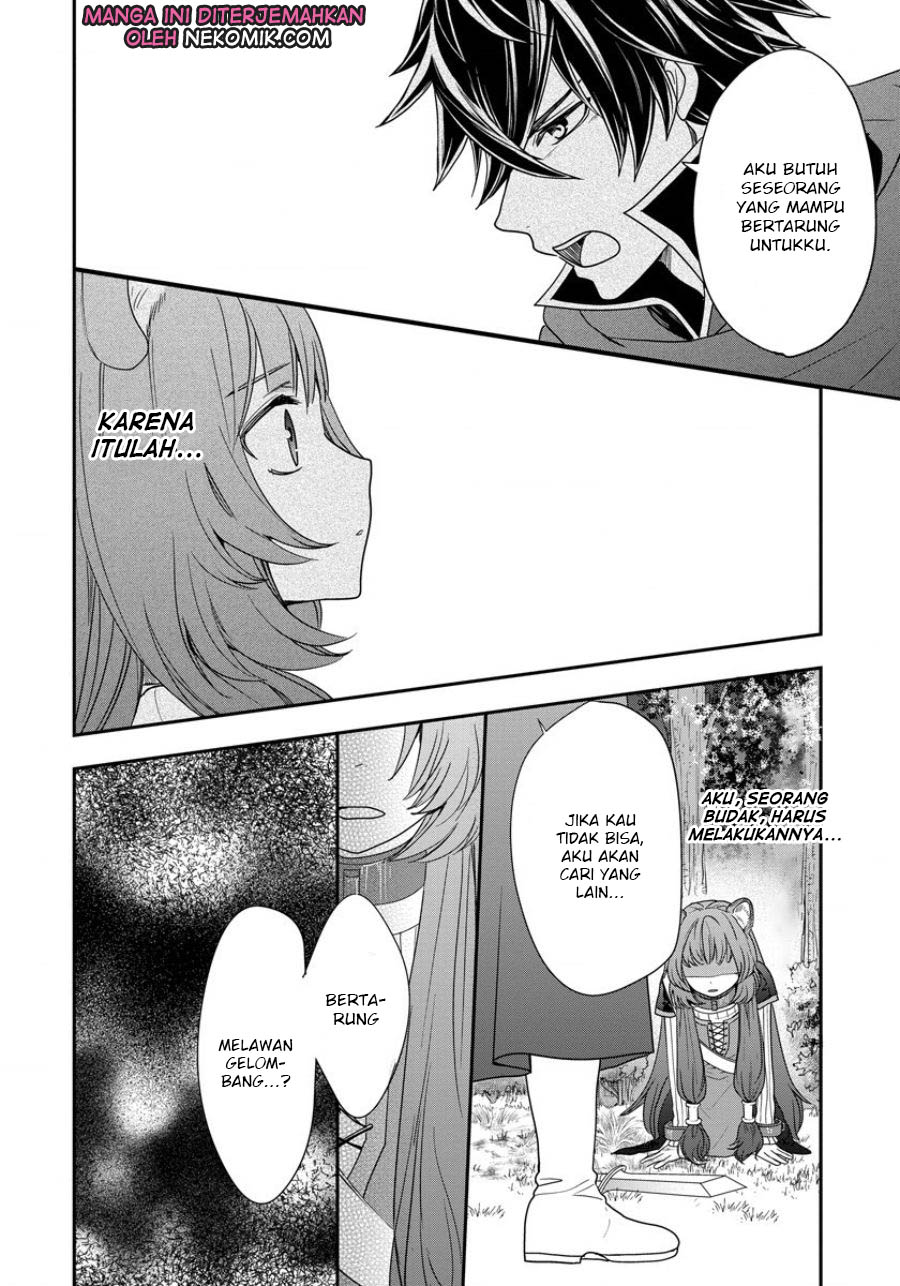 MANGA INI DITERJEMAHKAN
OLEH NEKOMIK.COM
AKU BUTUH
SESEORANG
YANG MAMPU
BERTARUNG
UNTUKKU.
KARENA
ITULAH...
AKU, SEORANG
BUDAK, HARUS
MELAKUKANNYA...
JIKA KAU
TIDAK BISA,
AKU AKAN
CARI YANG
LAIN...
BERTA-
RUNG
MELAWAN
GELOM-
BANG...?